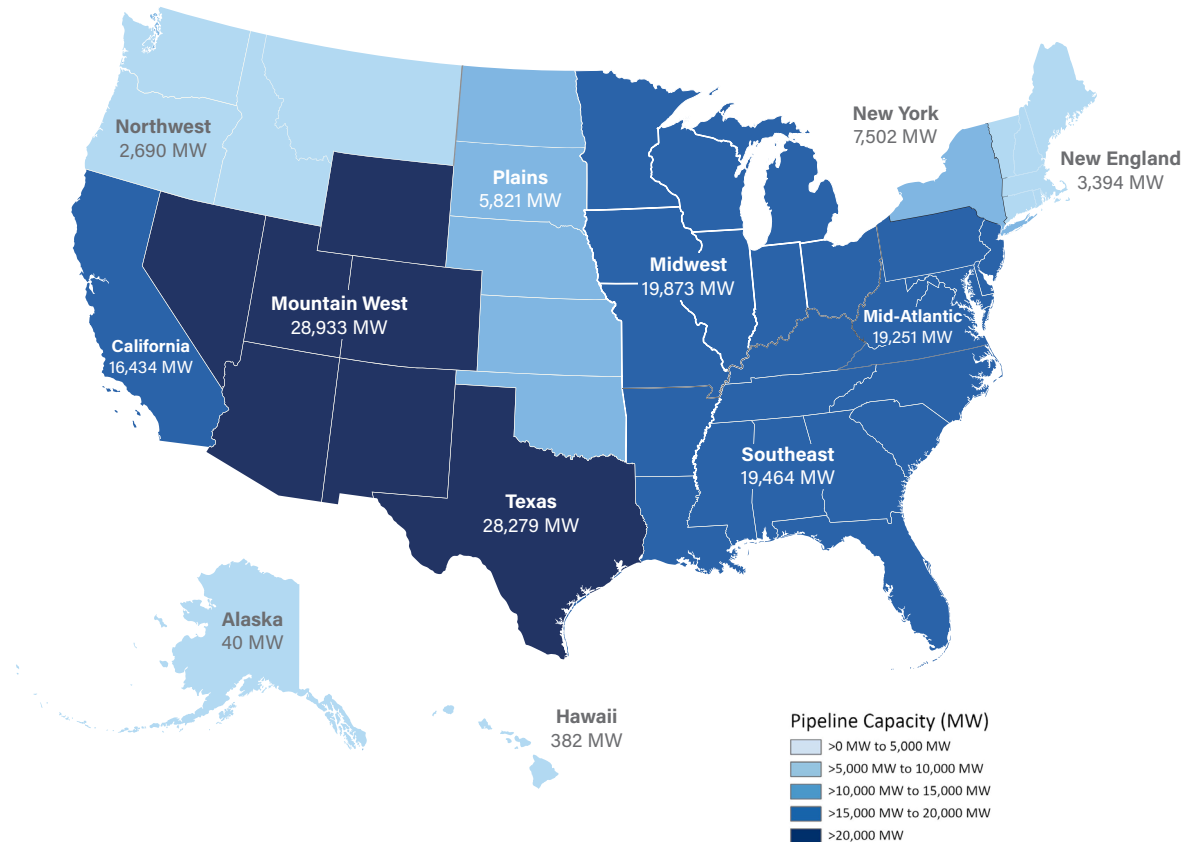 Northwest
2,690 MW
Plains
5,821 MW
New York
7,502 MW
New England
3,394 MW
Midwest
19,873 MW
Mountain West
28,933 MW
Mid-Atlantic
19,251 MW
California
16,434 MW
Southeast
19,464 MW
Texas
28,279 MW
Alaska
40 MW
Hawaii
382 MW
Pipeline Capacity (MW)
>0 MW to 5,000 MW
>5,000 MW to 10,000 MW
>10,000 MW to 15,000 MW
>15,000 MW to 20,000 MW
>20,000 MW